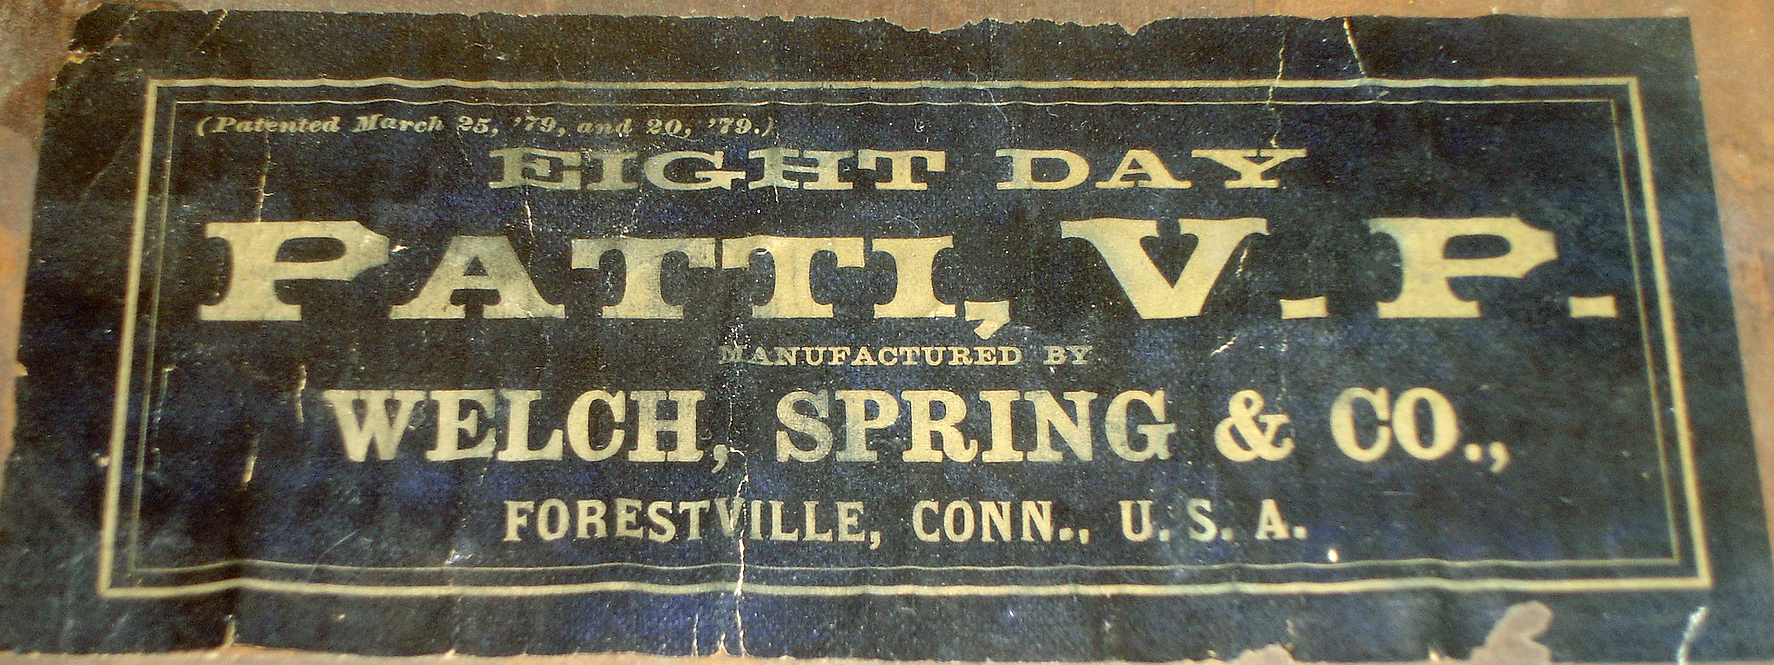 (Patented March 25, '79, and 20, '79.)
EIGHT DAY
PATTI, V. P.
MANUFACTURED BY
WELCH, SPRING & CO.,
FORESTVILLE, CONN., U. S. A.